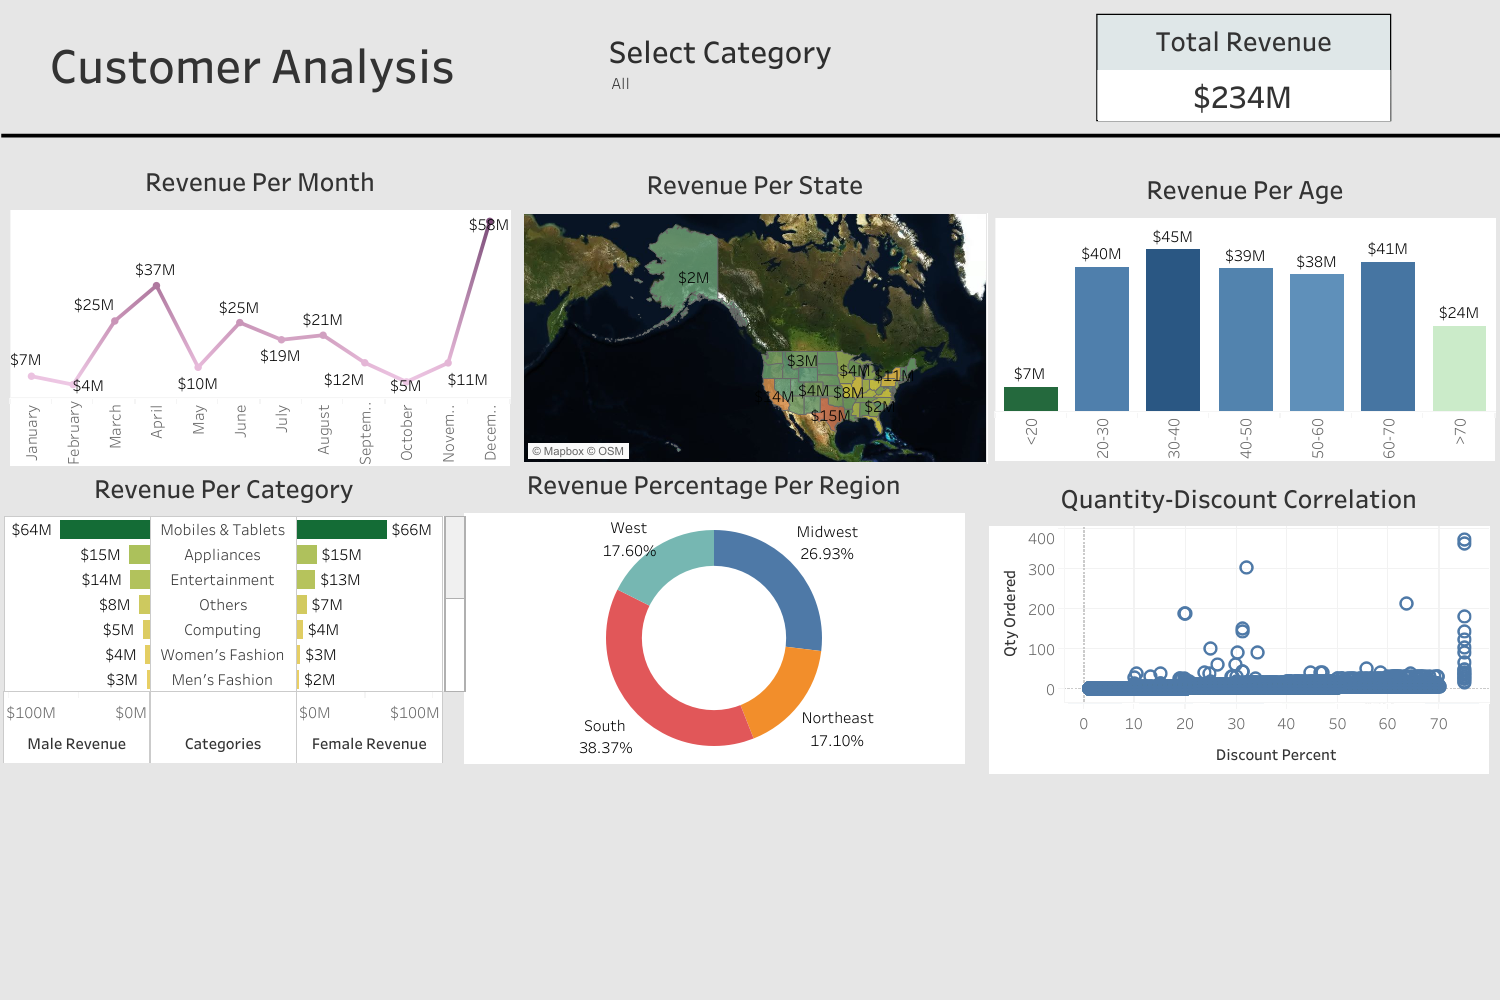 Customer Analysis
Select Category
All
Total Revenue
$234M
Revenue Per Month
$7M
$4M
$25M
$37M
$10M
$25M
$19M
$21M
$12M
$5M
$11M
$58M
January
February
March
April
May
June
July
August
Septem..
October
Novem..
Decem..
Revenue Per State
$2M
$3M
$4M
$11M
$4M
$8M
$15M
$2M
© Mapbox © OSM
Revenue Per Age
$7M
$40M
$45M
$39M
$38M
$41M
$24M
<20
20-30
30-40
40-50
50-60
60-70
>70
Revenue Per Category
$64M Mobiles & Tablets $66M
$15M Appliances $15M
$14M Entertainment $13M
$8M Others $7M
$5M Computing $4M
$4M Women's Fashion $3M
$3M Men's Fashion $2M
$100M $0M $0M $100M
Male Revenue Categories Female Revenue
Revenue Percentage Per Region
West
17.60%
Midwest
26.93%
South
38.37%
Northeast
17.10%
Quantity-Discount Correlation
Qty Ordered
400
300
200
100
0
0 10 20 30 40 50 60 70
Discount Percent